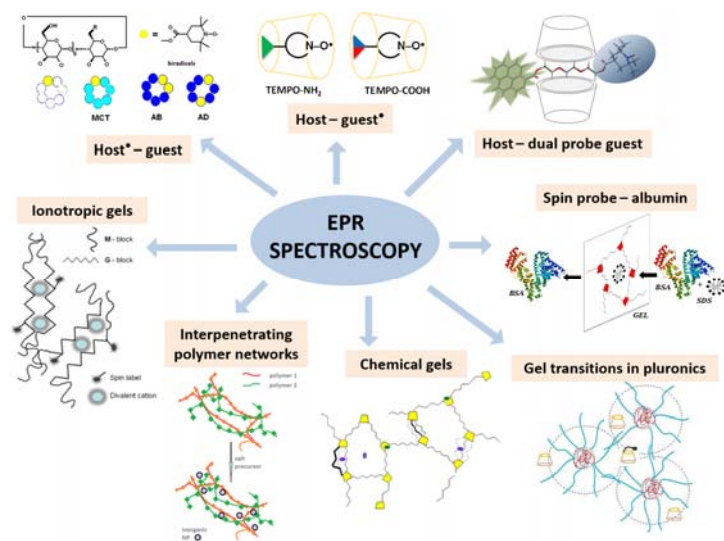 biradicals
MCT
AB
AD
Host• – guest
TEMPO-NH₂
TEMPO-COOH
Host – guest•
Host – dual probe guest
EPR
SPECTROSCOPY
Ionotropic gels
M - block
G - block
Spin label
Divalent cation
Spin probe – albumin
BSA
GEL
BSA
+
SDS
Interpenetrating
polymer networks
polymer 1
polymer 2
salt
precursor
inorganic
NP
Chemical gels
Gel transitions in pluronics